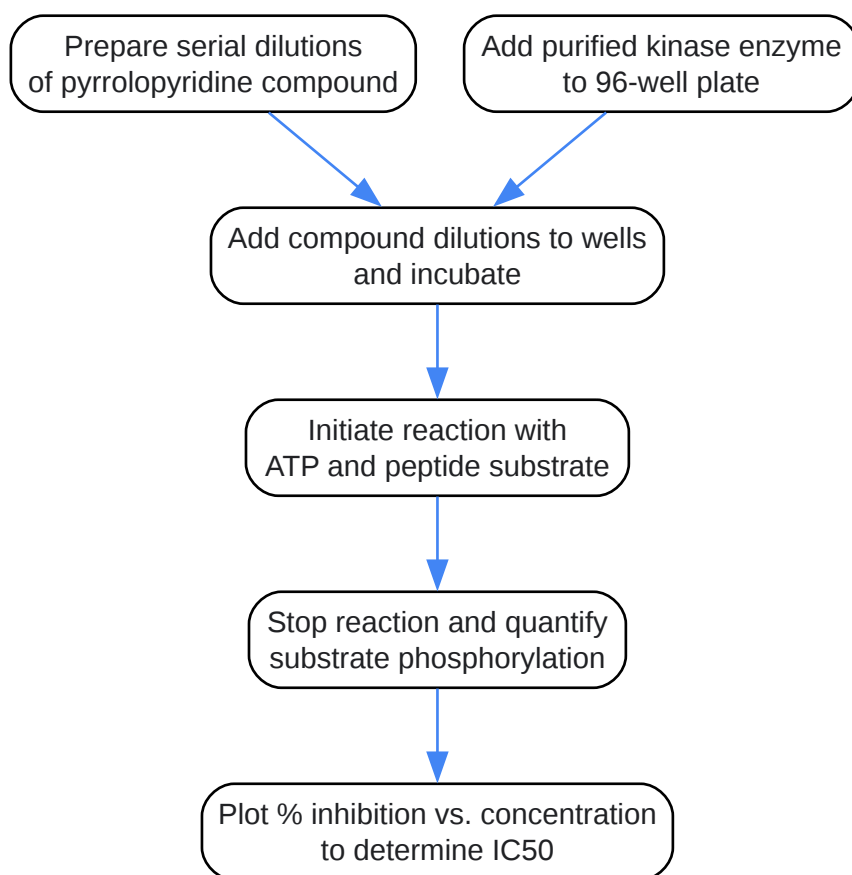 Prepare serial dilutions
of pyrrolopyridine compound
Add purified kinase enzyme
to 96-well plate
Add compound dilutions to wells
and incubate
Initiate reaction with
ATP and peptide substrate
Stop reaction and quantify
substrate phosphorylation
Plot % inhibition vs. concentration
to determine IC50